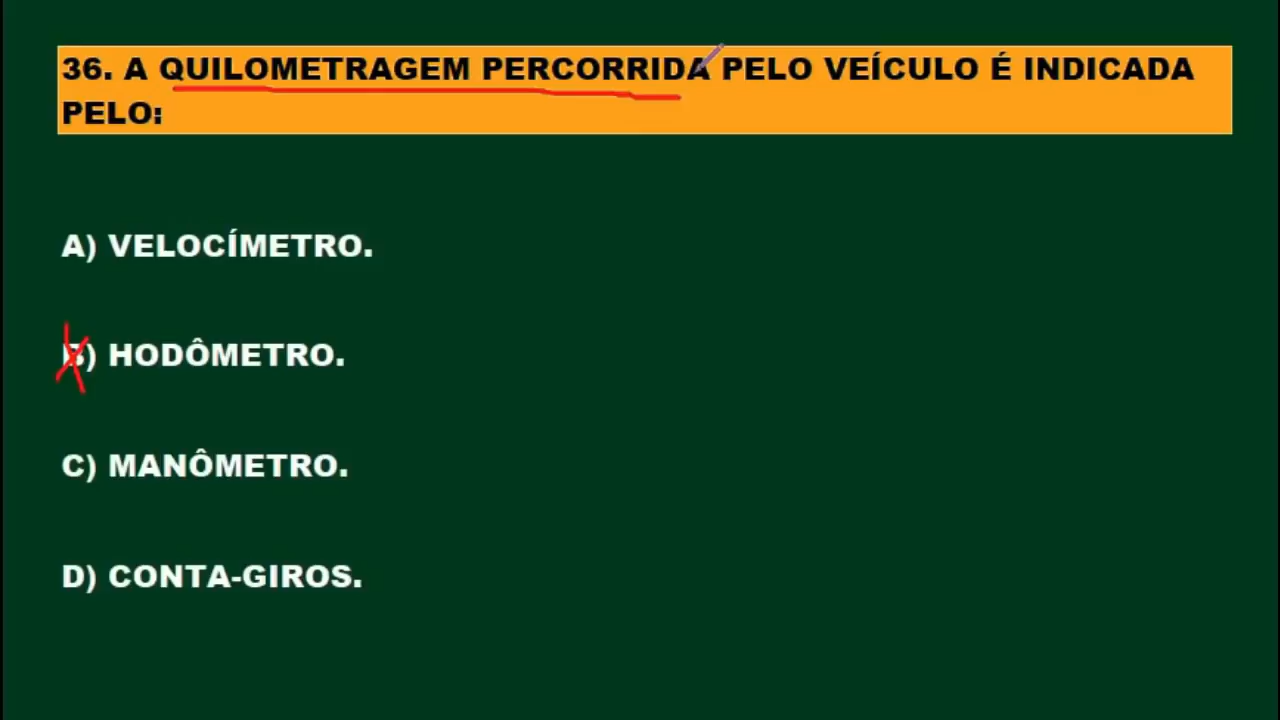 36. A QUILOMETRAGEM PERCORRIDA PELO VEÍCULO É INDICADA
PELO:
A) VELOCÍMETRO.
B) HODÔMETRO.
C) MANÔMETRO.
D) CONTA-GIROS.